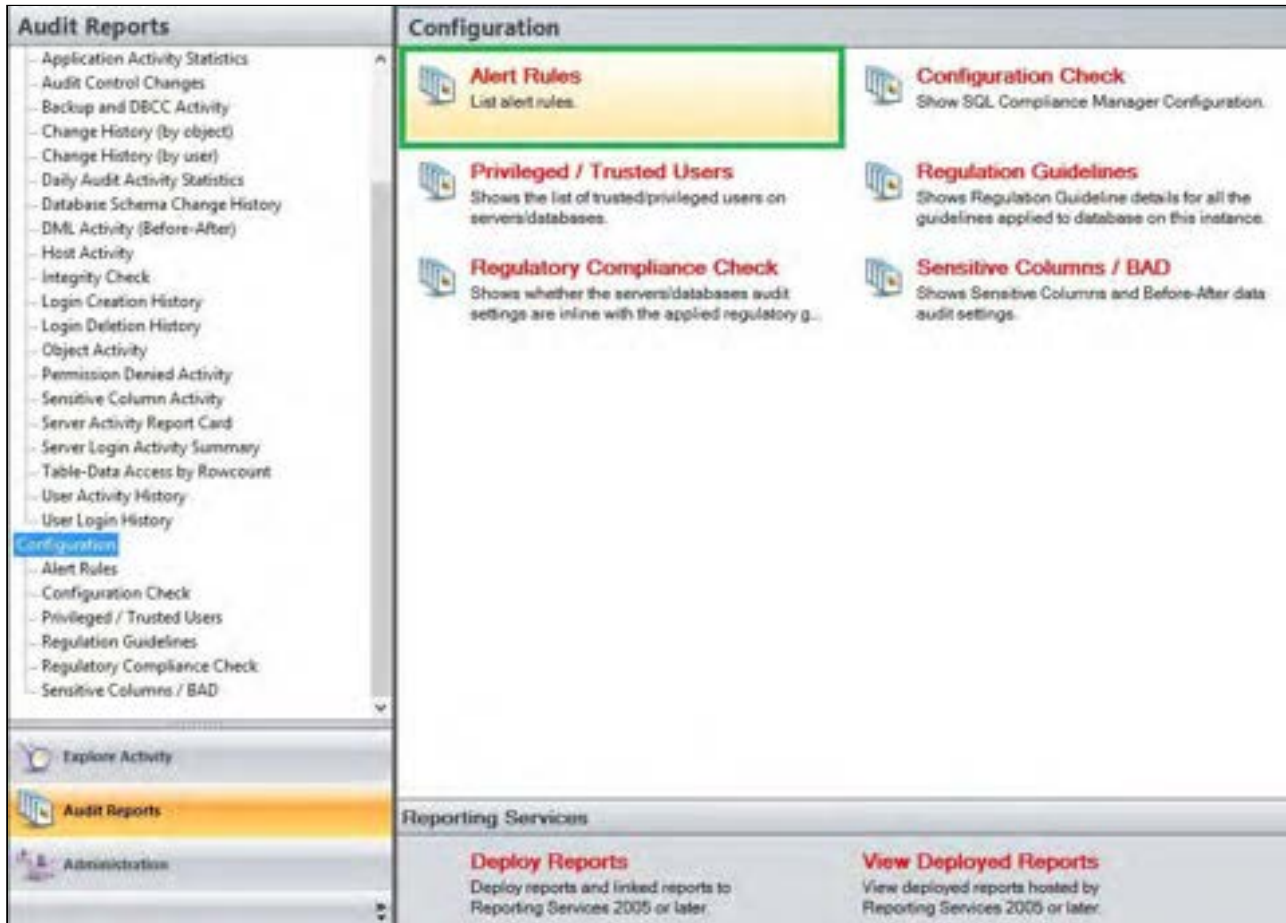 Audit Reports
Application Activity Statistics
Audit Control Changes
Backup and DBCC Activity
Change History (by object)
Change History (by user)
Daily Audit Activity Statistics
Database Schema Change History
DML Activity (Before-After)
Host Activity
Integrity Check
Login Creation History
Login Deletion History
Object Activity
Permission Denied Activity
Sensitive Column Activity
Server Activity Report Card
Server Login Activity Summary
Table-Data Access by Rowcount
User Activity History
User Login History
Configuration
Alert Rules
Configuration Check
Privileged / Trusted Users
Regulation Guidelines
Regulatory Compliance Check
Sensitive Columns / BAD
Explore Activity
Audit Reports
Administration
Configuration
Alert Rules
List alert rules.
Configuration Check
Show SQL Compliance Manager Configuration.
Privileged / Trusted Users
Shows the list of trusted/privileged users on
servers/databases.
Regulation Guidelines
Shows Regulation Guideline details for all the
guidelines applied to database on this instance.
Regulatory Compliance Check
Shows whether the servers/databases audit
settings are inline with the applied regulatory g...
Sensitive Columns / BAD
Shows Sensitive Columns and Before-After data
audit settings.
Reporting Services
Deploy Reports
Deploy reports and linked reports to
Reporting Services 2005 or later
View Deployed Reports
View deployed reports hosted by
Reporting Services 2005 or later.